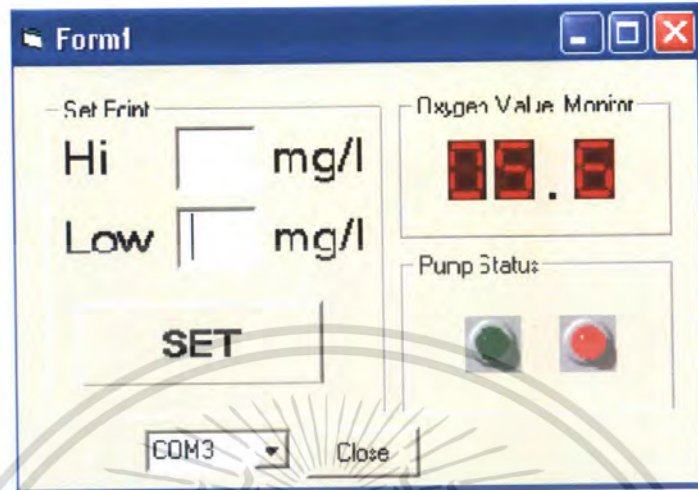 Form1
Set Point
Hi mg/l
Low mg/l
SET
COM3 Close
Oxygen Value Monitor
05.6
Pump Status